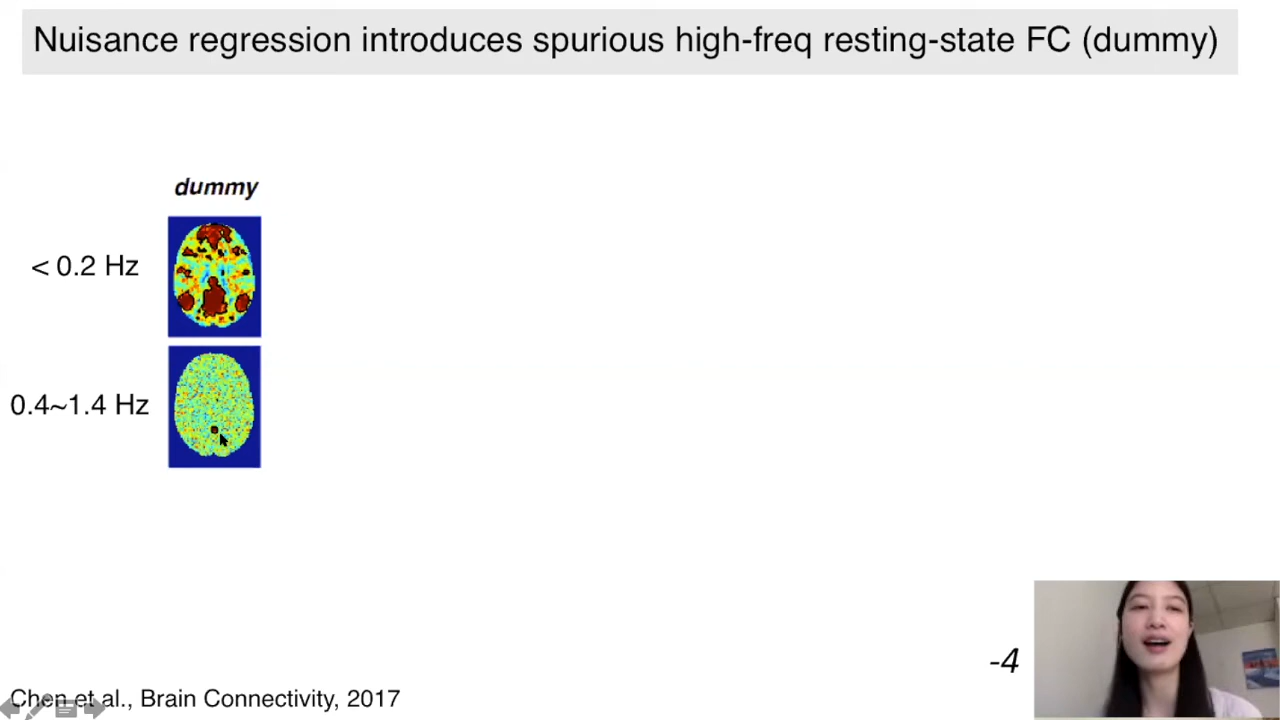 Nuisance regression introduces spurious high-freq resting-state FC (dummy)
dummy
< 0.2 Hz
0.4~1.4 Hz
-4
Chen et al., Brain Connectivity, 2017